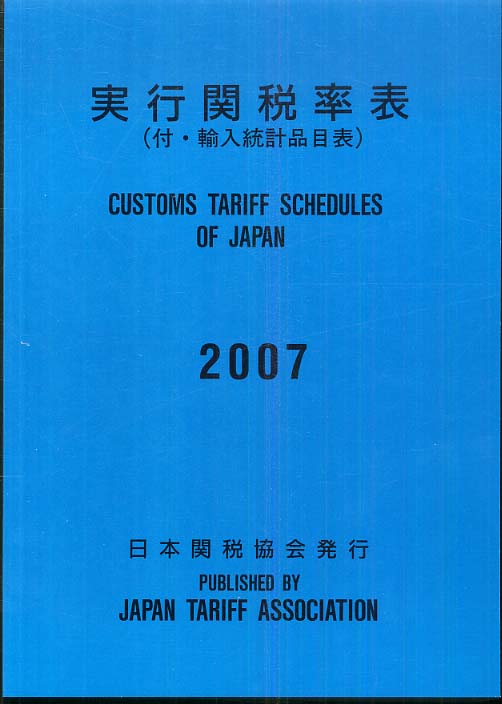 実行関税率表
(付・輸入統計品目表)
CUSTOMS TARIFF SCHEDULES
OF JAPAN
2007
日本関税協会発行
PUBLISHED BY
JAPAN TARIFF ASSOCIATION